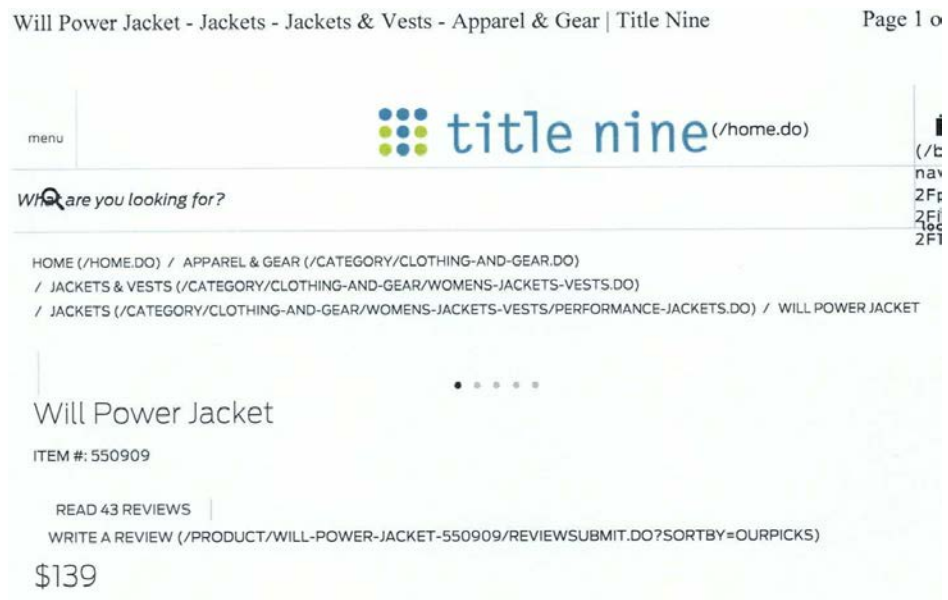 Will Power Jacket - Jackets - Jackets & Vests - Apparel & Gear | Title Nine Page 1 o
menu
title nine (/home.do)
(/b
What are you looking for?
nav
2Fp
2Fi
2F1
HOME (/HOME.DO) / APPAREL & GEAR (/CATEGORY/CLOTHING-AND-GEAR.DO)
/ JACKETS & VESTS (/CATEGORY/CLOTHING-AND-GEAR/WOMENS-JACKETS-VESTS.DO)
/ JACKETS (/CATEGORY/CLOTHING-AND-GEAR/WOMENS-JACKETS-VESTS/PERFORMANCE-JACKETS.DO) / WILL POWER JACKET
Will Power Jacket
ITEM #: 550909
READ 43 REVIEWS
WRITE A REVIEW (/PRODUCT/WILL-POWER-JACKET-550909/REVIEWSUBMIT.DO?SORTBY=OURPICKS)
$139